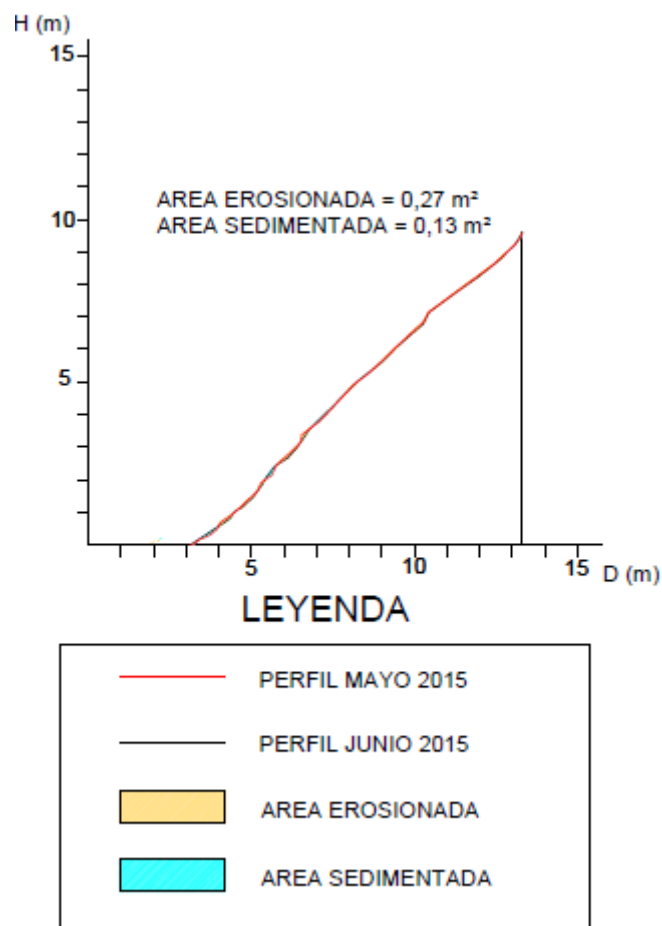 H (m)
15
AREA EROSIONADA = 0,27 m²
10
AREA SEDIMENTADA = 0,13 m²
5
5
10
15
D (m)
LEYENDA
PERFIL MAYO 2015
PERFIL JUNIO 2015
AREA EROSIONADA
AREA SEDIMENTADA